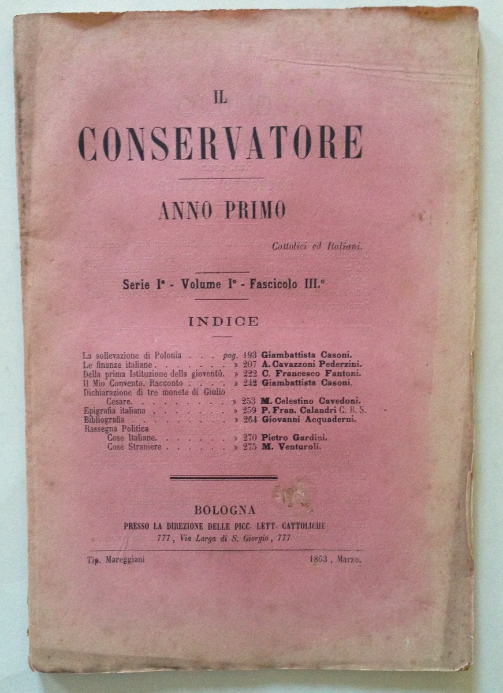 IL
CONSERVATORE
ANNO PRIMO
Cattolici ed Italiani.
Serie Iª - Volume Iº - Fascicolo III.º
INDICE
La sollevazione di Polonia . . . pag. 193 Giambattista Casoni.
Le finanze italiane . . . . . . . » 207 A. Cavazzoni Pederzini.
Della prima Istituzione della gioventù. » 222 C. Francesco Fantoni.
Il Mio Convento. Racconto . . . . » 242 Giambattista Casoni.
Dichiarazione di tre monete di Giulio
Cesare. . . . . . . . . . » 253 M. Celestino Cavedoni.
Epigrafia italiana . . . . . . . » 259 P. Fran. Calandri C. R. S.
Bibliografia . . . . . . . . . » 264 Giovanni Acquaderni.
Rassegna Politica
Cose Italiane. . . . . . . . » 270 Pietro Gardini.
Cose Straniere . . . . . . . » 275 M. Venturoli.
BOLOGNA
PRESSO LA DIREZIONE DELLE PICC. LETT. CATTOLICHE
777, Via Larga di S. Giorgio, 777
Tip. Mareggiani 1863, Marzo.